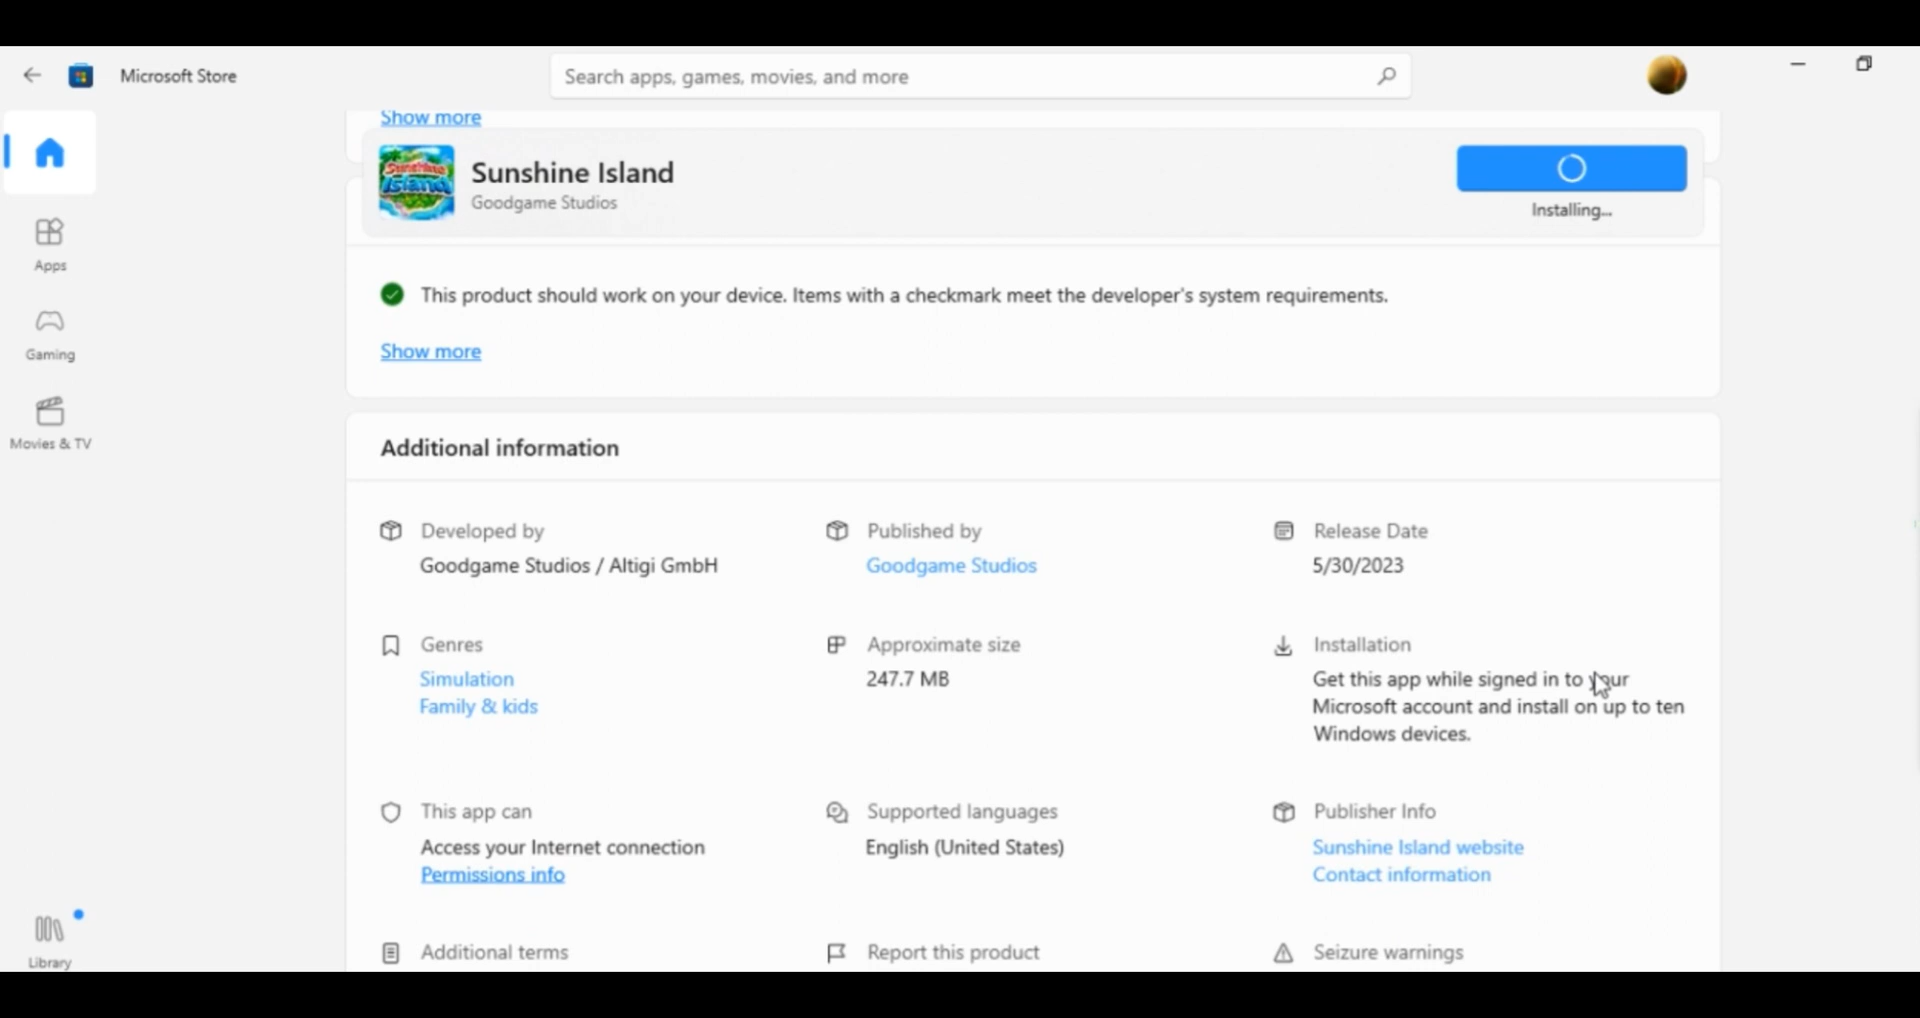 Microsoft Store
Search apps, games, movies, and more
Show more
Sunshine Island
Sunshine Island
Goodgame Studios
Installing...
Apps
This product should work on your device. Items with a checkmark meet the developer's system requirements.
Gaming
Show more
Movies & TV
Additional information
Developed by
Goodgame Studios / Altigi GmbH
Published by
Goodgame Studios
Release Date
5/30/2023
Genres
Simulation
Family & kids
Approximate size
247.7 MB
Installation
Get this app while signed in to your
Microsoft account and install on up to ten
Windows devices.
This app can
Access your Internet connection
Permissions info
Supported languages
English (United States)
Publisher Info
Sunshine Island website
Contact information
Library
Additional terms
Report this product
Seizure warnings